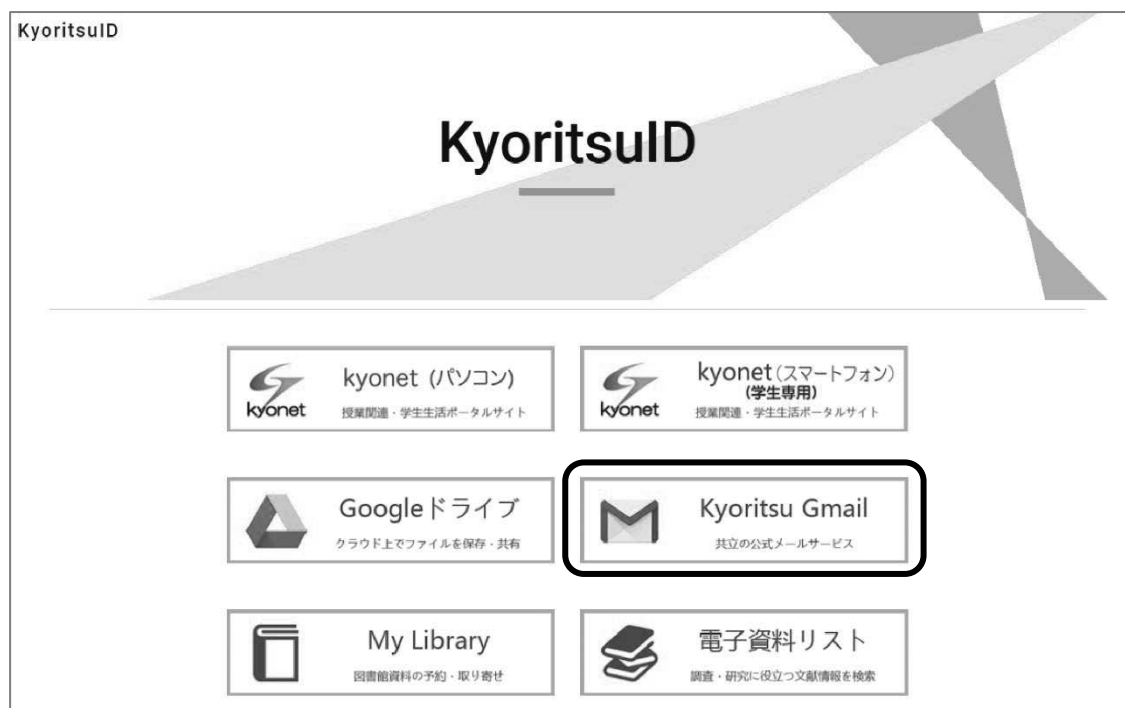 KyoritsuID
KyoritsuID
kyonet
kyonet (パソコン)
授業関連・学生生活ポータルサイト
kyonet
kyonet(スマートフォン)
(学生専用)
授業関連・学生生活ポータルサイト
Googleドライブ
クラウド上でファイルを保存・共有
Kyoritsu Gmail
共立の公式メールサービス
My Library
図書館資料の予約・取り寄せ
電子資料リスト
調査・研究に役立つ文献情報を検索